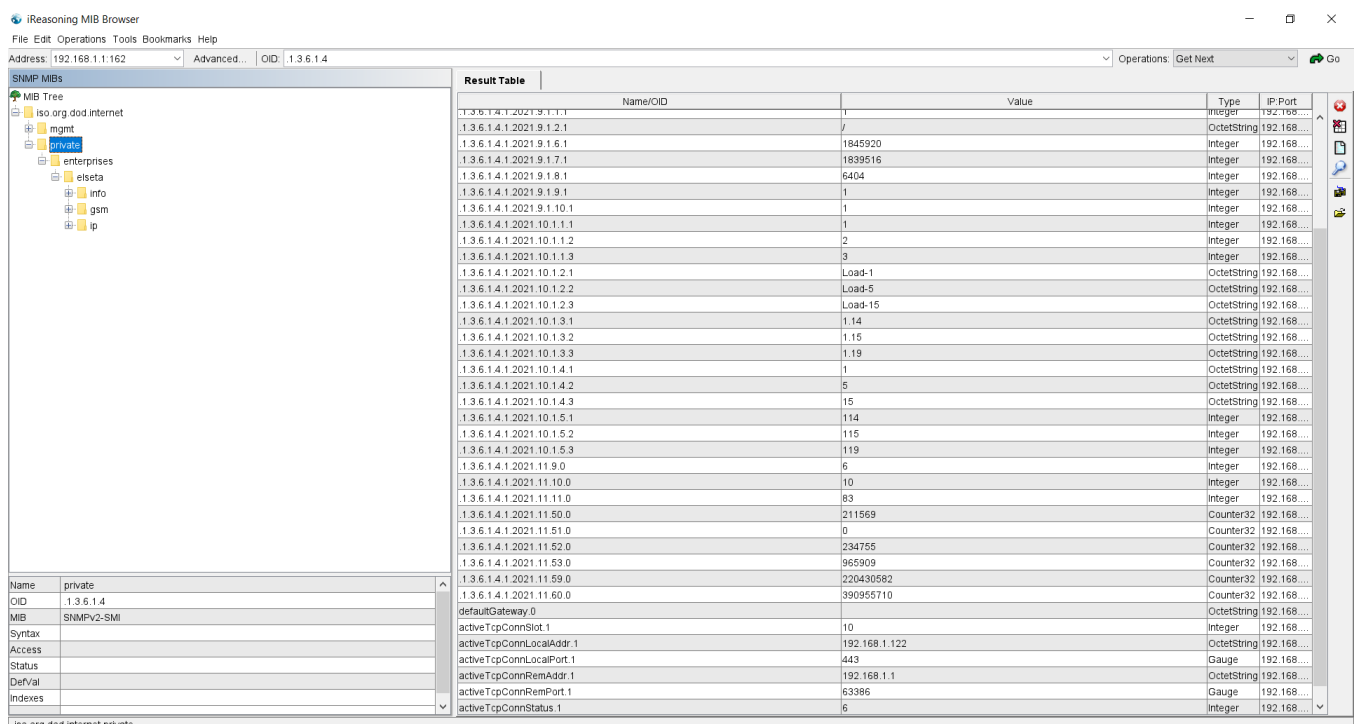 iReasoning MIB Browser
File Edit Operations Tools Bookmarks Help
Address: 192.168.1.1:162 Advanced... OID: .1.3.6.1.4 Operations: Get Next Go
SNMP MIBs
MIB Tree
iso.org.dod.internet
mgmt
private
enterprises
elseta
info
gsm
ip
Name private
OID .1.3.6.1.4
MIB SNMPv2-SMI
Syntax
Access
Status
DefVal
Indexes
iso.org.dod.internet.private
Result Table
Name/OID Value Type IP:Port
.1.3.6.1.4.1.2021.9.1.1.1 1 Integer 192.168....
.1.3.6.1.4.1.2021.9.1.2.1 / OctetString 192.168....
.1.3.6.1.4.1.2021.9.1.6.1 1845920 Integer 192.168....
.1.3.6.1.4.1.2021.9.1.7.1 1839516 Integer 192.168....
.1.3.6.1.4.1.2021.9.1.8.1 6404 Integer 192.168....
.1.3.6.1.4.1.2021.9.1.9.1 1 Integer 192.168....
.1.3.6.1.4.1.2021.9.1.10.1 1 Integer 192.168....
.1.3.6.1.4.1.2021.10.1.1.1 1 Integer 192.168....
.1.3.6.1.4.1.2021.10.1.1.2 2 Integer 192.168....
.1.3.6.1.4.1.2021.10.1.1.3 3 Integer 192.168....
.1.3.6.1.4.1.2021.10.1.2.1 Load-1 OctetString 192.168....
.1.3.6.1.4.1.2021.10.1.2.2 Load-5 OctetString 192.168....
.1.3.6.1.4.1.2021.10.1.2.3 Load-15 OctetString 192.168....
.1.3.6.1.4.1.2021.10.1.3.1 1.14 OctetString 192.168....
.1.3.6.1.4.1.2021.10.1.3.2 1.15 OctetString 192.168....
.1.3.6.1.4.1.2021.10.1.3.3 1.19 OctetString 192.168....
.1.3.6.1.4.1.2021.10.1.4.1 1 OctetString 192.168....
.1.3.6.1.4.1.2021.10.1.4.2 5 OctetString 192.168....
.1.3.6.1.4.1.2021.10.1.4.3 15 OctetString 192.168....
.1.3.6.1.4.1.2021.10.1.5.1 114 Integer 192.168....
.1.3.6.1.4.1.2021.10.1.5.2 115 Integer 192.168....
.1.3.6.1.4.1.2021.10.1.5.3 119 Integer 192.168....
.1.3.6.1.4.1.2021.11.9.0 6 Integer 192.168....
.1.3.6.1.4.1.2021.11.10.0 10 Integer 192.168....
.1.3.6.1.4.1.2021.11.11.0 83 Integer 192.168....
.1.3.6.1.4.1.2021.11.50.0 211569 Counter32 192.168....
.1.3.6.1.4.1.2021.11.51.0 0 Counter32 192.168....
.1.3.6.1.4.1.2021.11.52.0 234755 Counter32 192.168....
.1.3.6.1.4.1.2021.11.53.0 965909 Counter32 192.168....
.1.3.6.1.4.1.2021.11.59.0 220430582 Counter32 192.168....
.1.3.6.1.4.1.2021.11.60.0 390955710 Counter32 192.168....
defaultGateway.0 OctetString 192.168....
activeTcpConnSlot.1 10 Integer 192.168....
activeTcpConnLocalAddr.1 192.168.1.122 OctetString 192.168....
activeTcpConnLocalPort.1 443 Gauge 192.168....
activeTcpConnRemAddr.1 192.168.1.1 OctetString 192.168....
activeTcpConnRemPort.1 63386 Gauge 192.168....
activeTcpConnStatus.1 6 Integer 192.168....